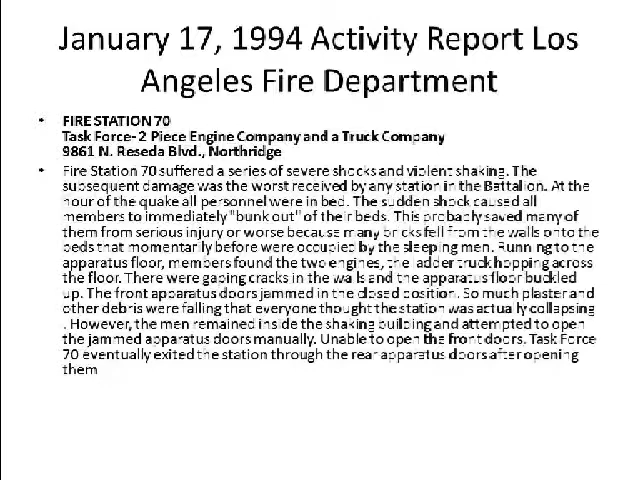 January 17, 1994 Activity Report Los
Angeles Fire Department
• FIRE STATION 70
Task Force- 2 Piece Engine Company and a Truck Company
9861 N. Reseda Blvd., Northridge
• Fire Station 70 suffered a series of severe shocks and violent shaking. The
subsequent damage was the worst received by any station in the Battalion. At the
hour of the quake all personnel were in bed. The sudden shock caused all
members to immediately "bunk out" of their beds. This probably saved many of
them from serious injury or worse because many bricks fell from the walls onto the
beds that momentarily before were occupied by the sleeping men. Running to the
apparatus floor, members found the two engines, the ladder truck hopping across
the floor. There were gaping cracks in the walls and the apparatus floor buckled
up. The front apparatus doors jammed in the closed position. So much plaster and
other debris were falling that everyone thought the station was actually collapsing
. However, the men remained inside the shaking building and attempted to open
the jammed apparatus doors manually. Unable to open the front doors. Task Force
70 eventually exited the station through the rear apparatus doors after opening
them